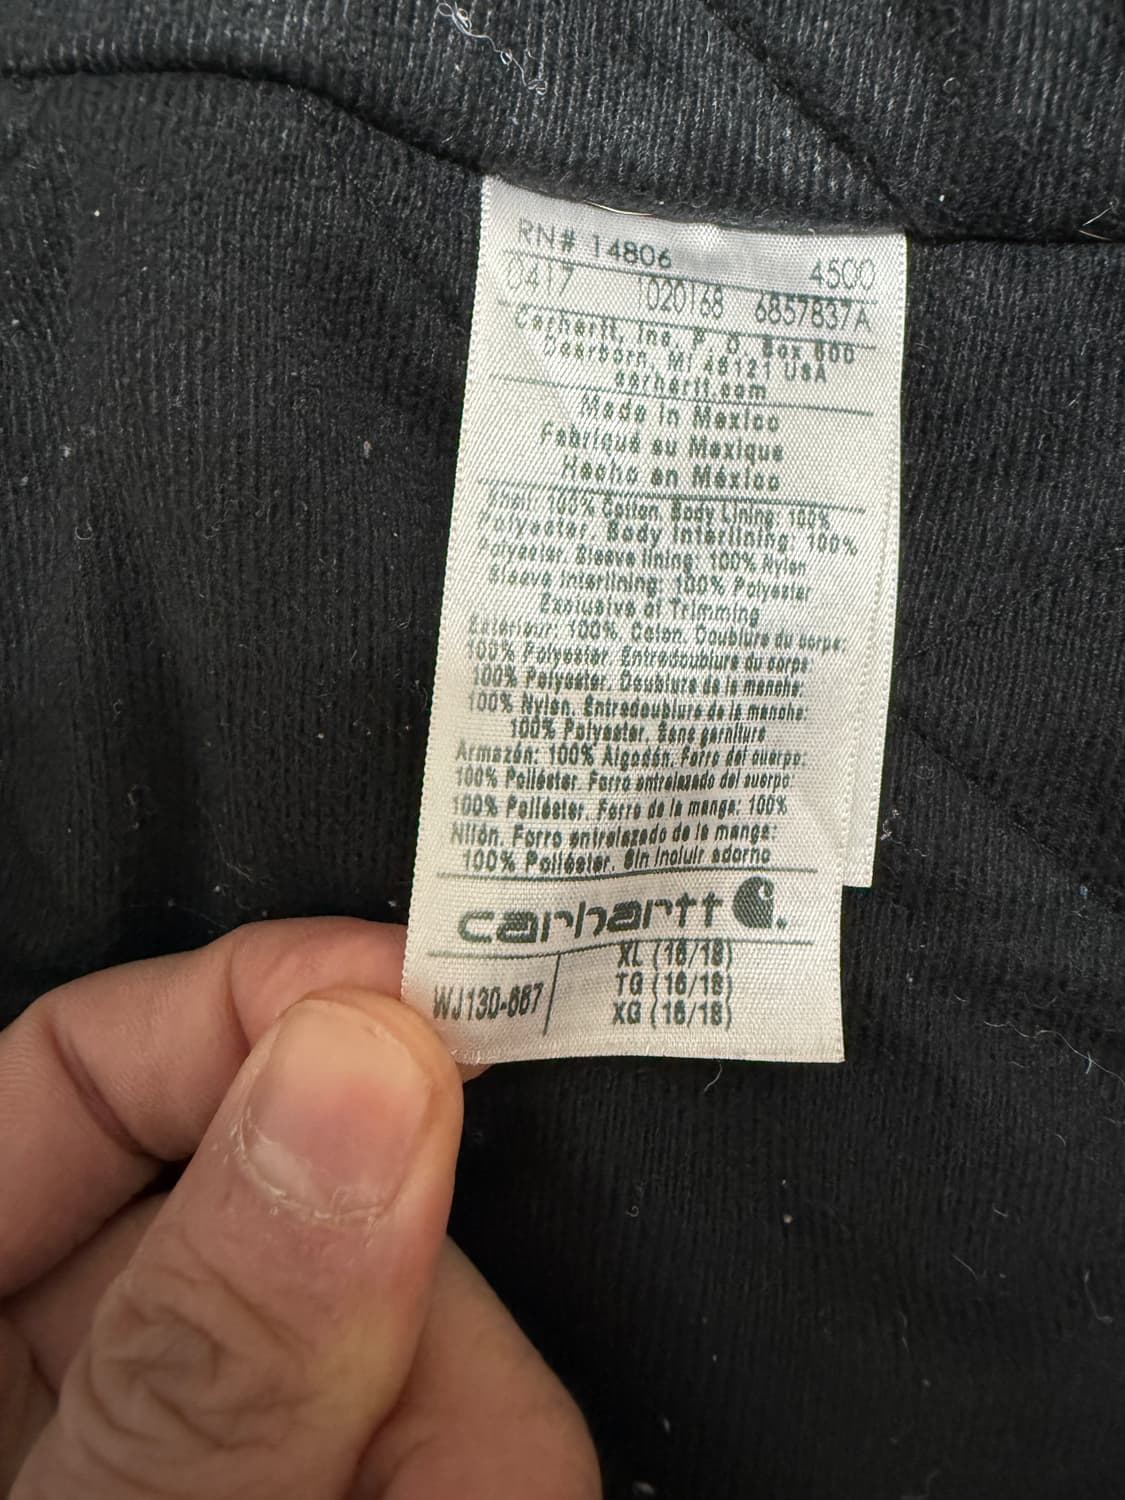 RN# 14806 4500
0417 1020168 6857837A
Carhartt, Inc. P. O. Box 600
Dearborn, MI 48121 USA
carhartt.com
Made in Mexico
Fabriqué au Mexique
Hecho en México
Shell: 100% Cotton. Body Lining: 100%
Polyester. Body Interlining: 100%
Polyester. Sleeve lining: 100% Nylon
Sleeve interlining: 100% Polyester
Exclusive of Trimming
Extérieur: 100%. Coton. Doublure du corps:
100% Polyester. Entredoublure du corps:
100% Polyester. Doublure de la manche:
100% Nylon. Entredoublure de la manche:
100% Polyester. Sans garniture
Armazón: 100% Algodón. Forro del cuerpo:
100% Poliéster. Forro entrelazado del cuerpo:
100% Poliéster. Forro de la manga: 100%
Nilón. Forro entrelazado de la manga:
100% Poliéster. Sin incluir adorno
carhartt
XL (16/18)
WJ130-667 TG (16/18)
XG (16/18)